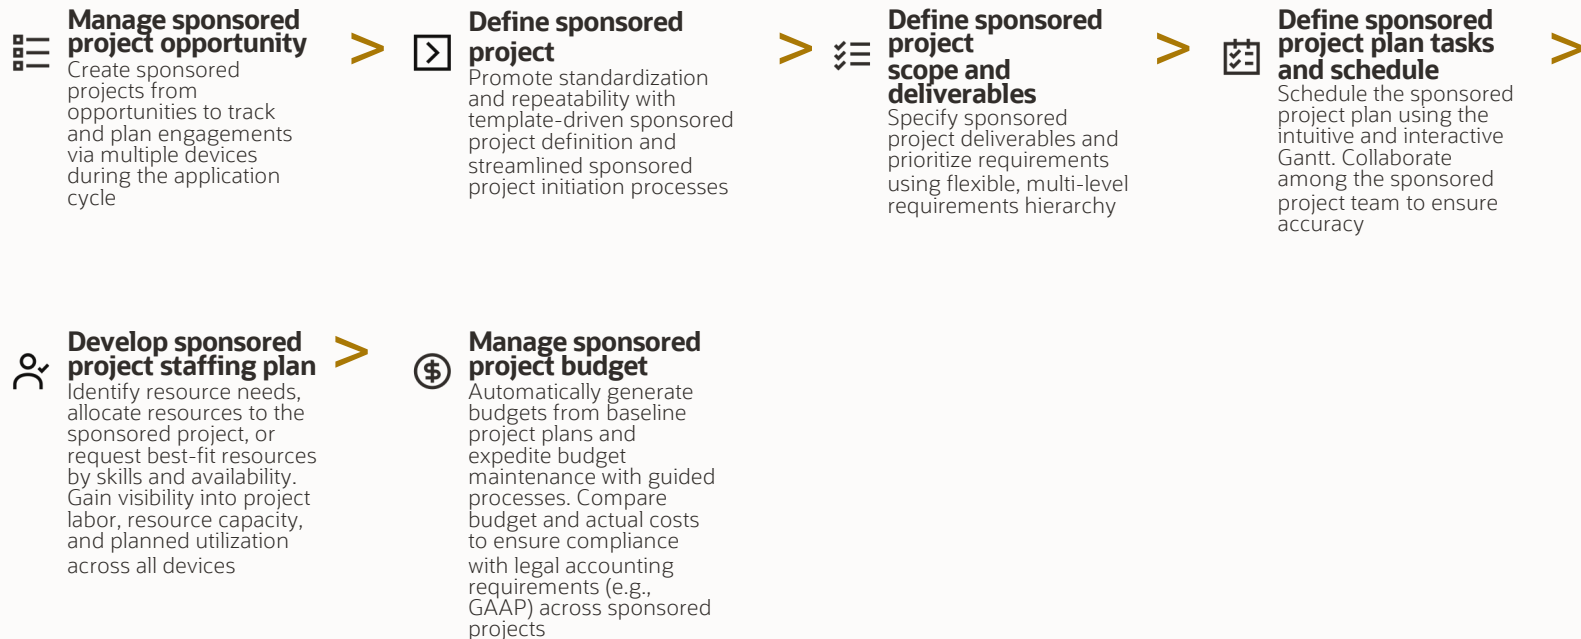 Manage sponsored
project opportunity
Create sponsored
projects from
opportunities to track
and plan engagements
via multiple devices
during the application
cycle
>
Define sponsored
project
Promote standardization
and repeatability with
template-driven sponsored
project definition and
streamlined sponsored
project initiation processes
>
Define sponsored
project
scope and
deliverables
Specify sponsored
project deliverables and
prioritize requirements
using flexible, multi-level
requirements hierarchy
>
Define sponsored
project plan tasks
and schedule
Schedule the sponsored
project plan using the
intuitive and interactive
Gantt. Collaborate
among the sponsored
project team to ensure
accuracy
>
Develop sponsored
project staffing plan
Identify resource needs,
allocate resources to the
sponsored project, or
request best-fit resources
by skills and availability.
Gain visibility into project
labor, resource capacity,
and planned utilization
across all devices
>
Manage sponsored
project budget
Automatically generate
budgets from baseline
project plans and
expedite budget
maintenance with guided
processes. Compare
budget and actual costs
to ensure compliance
with legal accounting
requirements (e.g.,
GAAP) across sponsored
projects